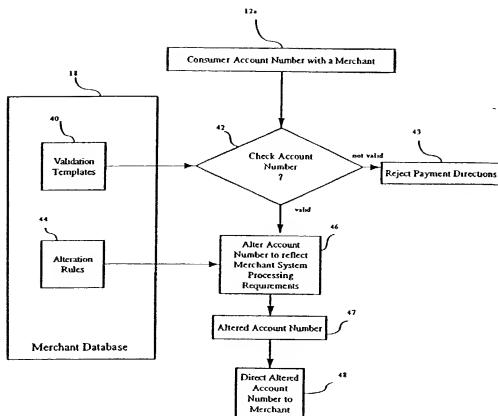 12a
Consumer Account Number with a Merchant
18
40
Validation
Templates
42
Check Account
Number
?
not valid
43
Reject Payment Directions
valid
44
Alteration
Rules
46
Alter Account
Number to reflect
Merchant System
Processing
Requirements
47
Altered Account Number
Merchant Database
48
Direct Altered
Account
Number to
Merchant